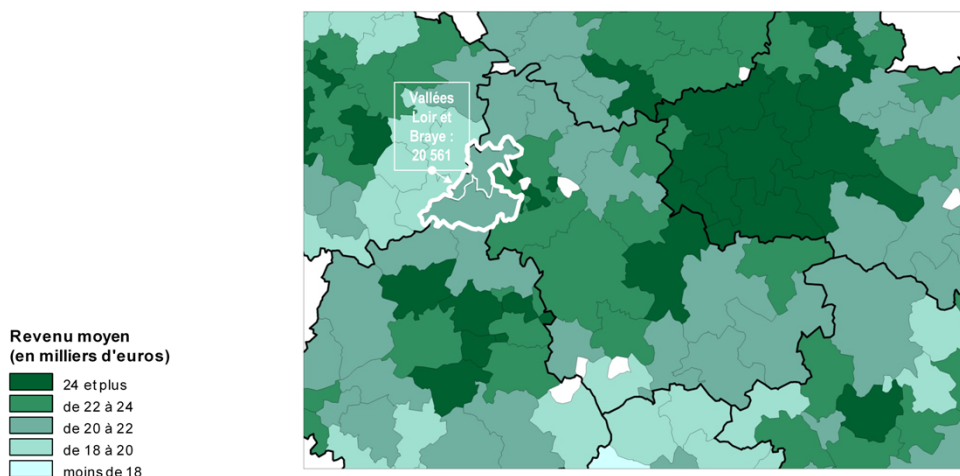 Vallées
Loir et
Braye :
20 561
Revenu moyen
(en milliers d'euros)
24 et plus
de 22 à 24
de 20 à 22
de 18 à 20
moins de 18